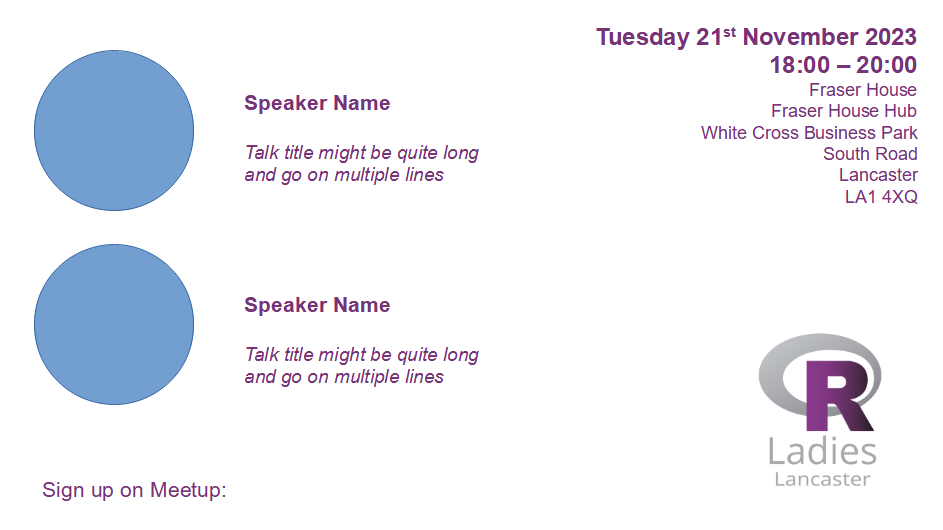 Tuesday 21st November 2023
18:00 – 20:00
Fraser House
Fraser House Hub
White Cross Business Park
South Road
Lancaster
LA1 4XQ
Speaker Name
Talk title might be quite long
and go on multiple lines
Speaker Name
Talk title might be quite long
and go on multiple lines
R
Ladies
Lancaster
Sign up on Meetup: